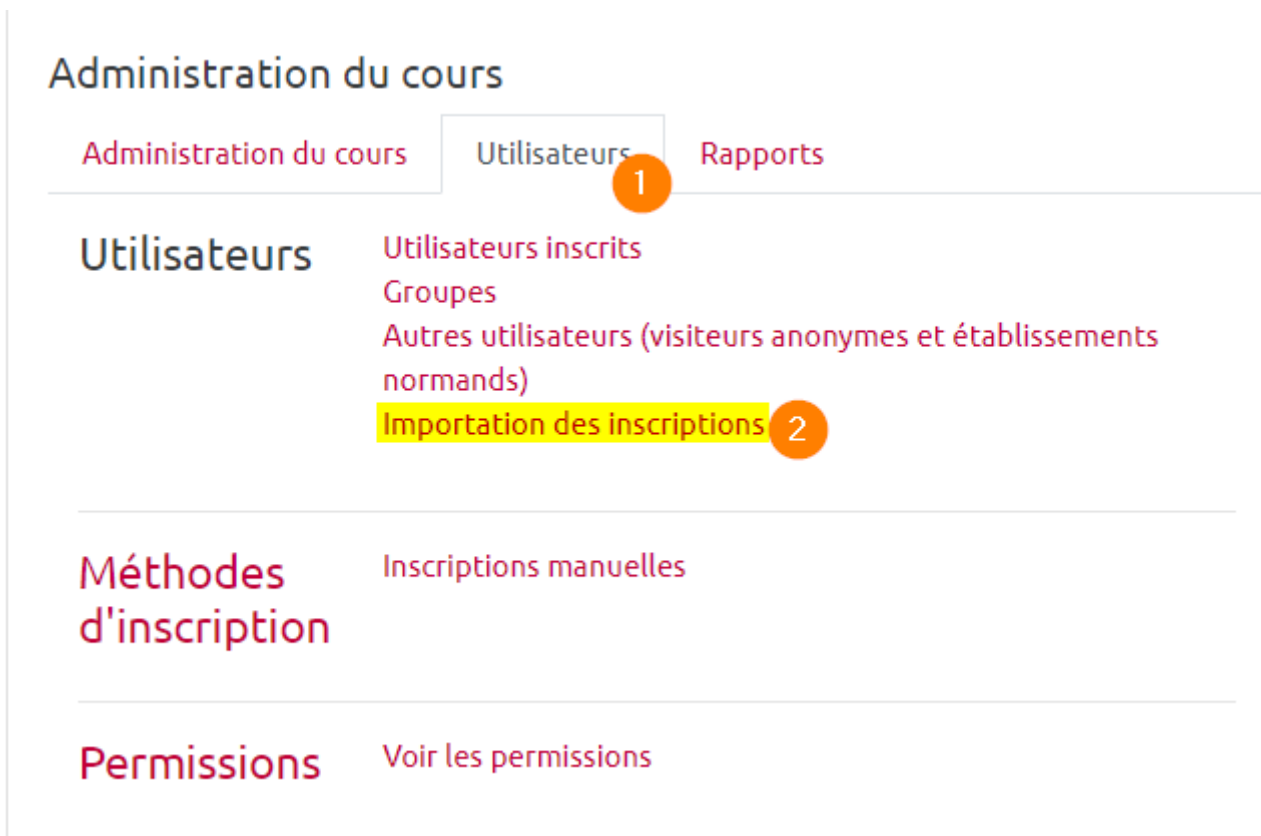 Administration du cours
Administration du cours Utilisateurs Rapports
1
Utilisateurs
Utilisateurs inscrits
Groupes
Autres utilisateurs (visiteurs anonymes et établissements
normands)
Importation des inscriptions 2
Méthodes
d'inscription
Inscriptions manuelles
Permissions
Voir les permissions